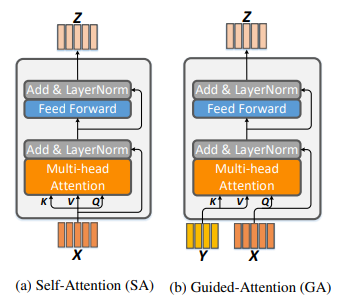 Z
Add & LayerNorm
Feed Forward
Add & LayerNorm
Multi-head
Attention
K V Q
X
(a) Self-Attention (SA)
Z
Add & LayerNorm
Feed Forward
Add & LayerNorm
Multi-head
Attention
K V Q
Y X
(b) Guided-Attention (GA)